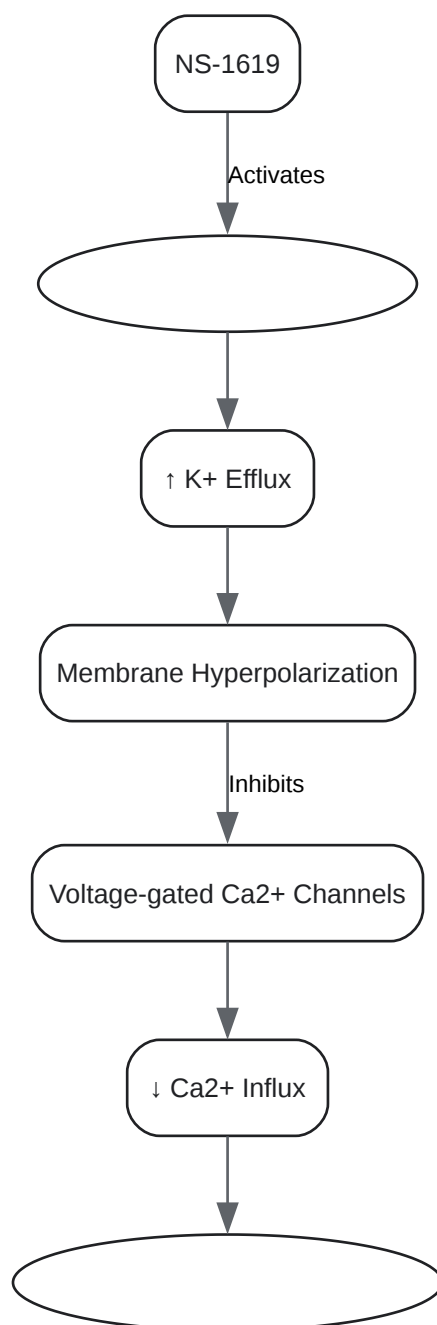 NS-1619
Activates
↑ K+ Efflux
Membrane Hyperpolarization
Inhibits
Voltage-gated Ca2+ Channels
↓ Ca2+ Influx